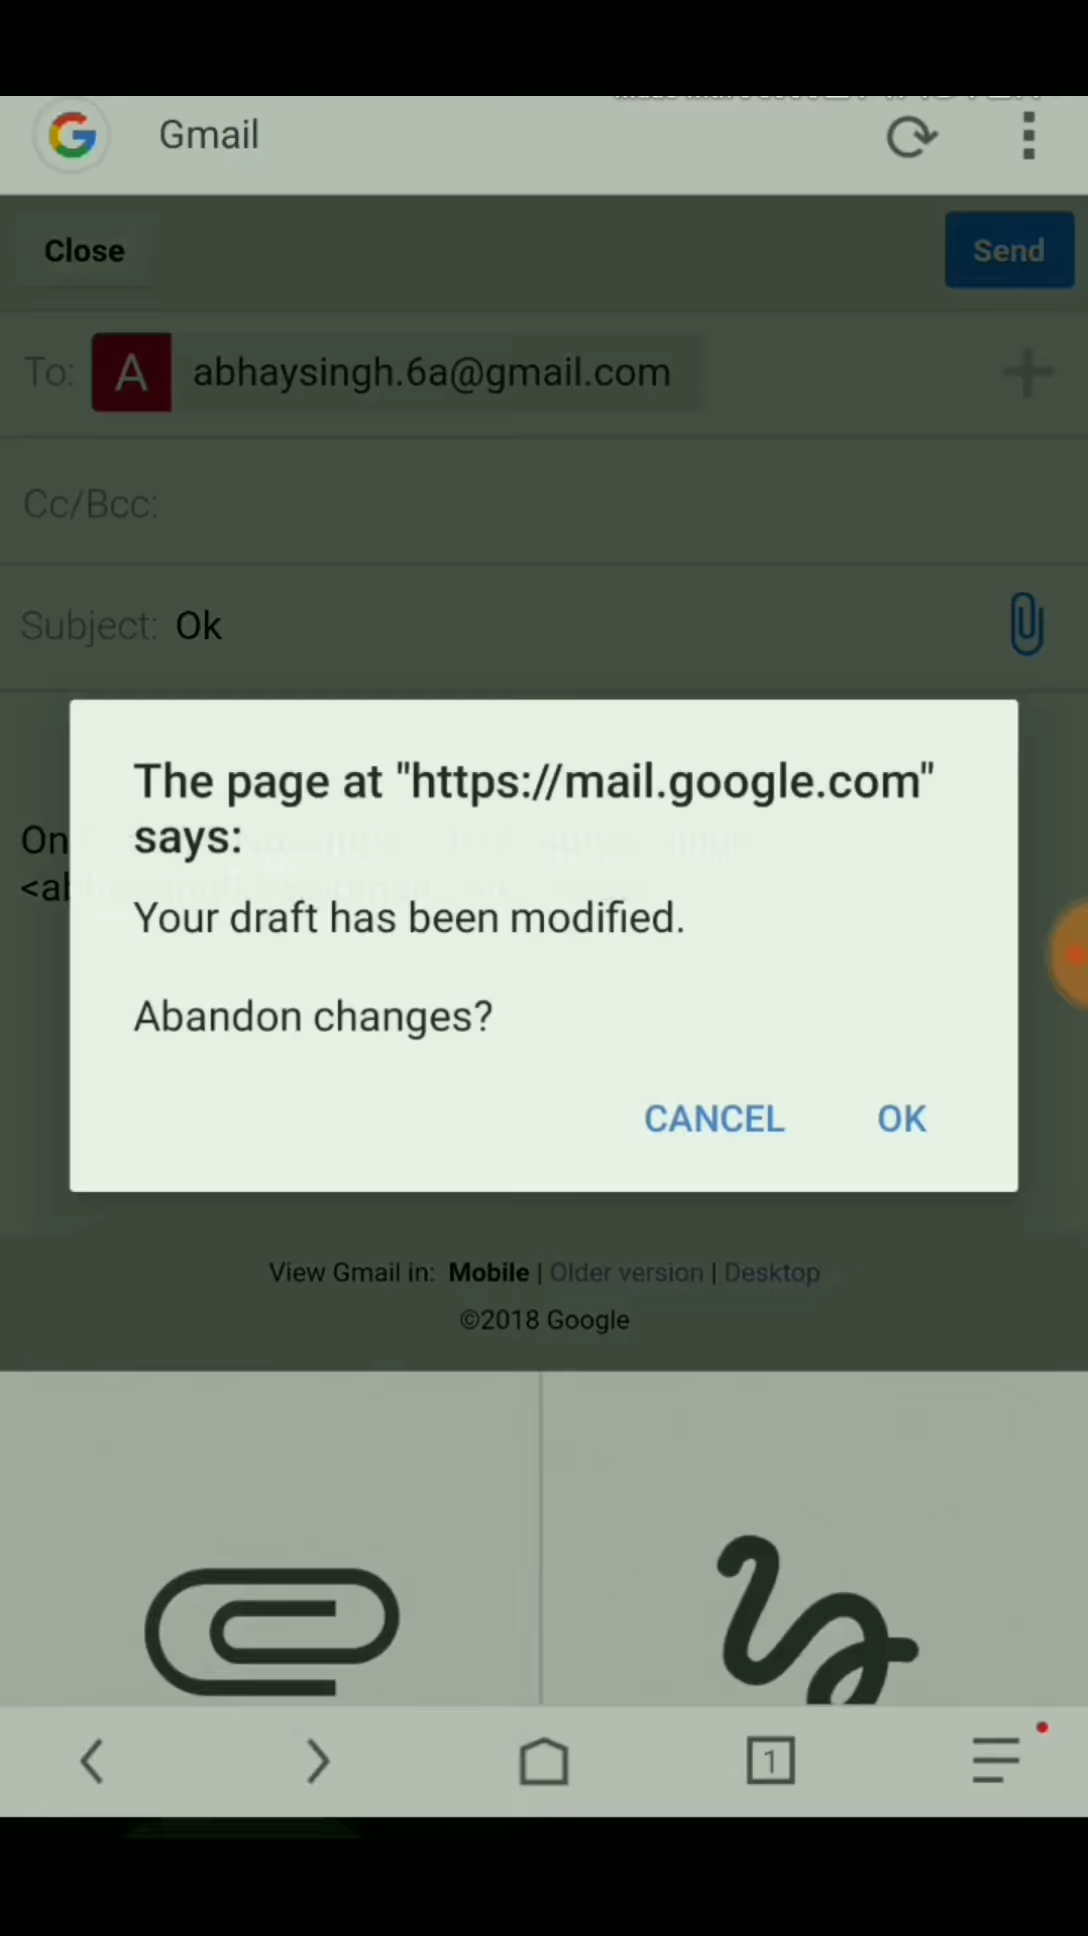 Gmail
Close
Send
To: A abhaysingh.6a@gmail.com
Cc/Bcc:
Subject: Ok
The page at "https://mail.google.com"
says:
On
Your draft has been modified.
Abandon changes?
CANCEL OK
View Gmail in: Mobile | Older version | Desktop
©2018 Google
1